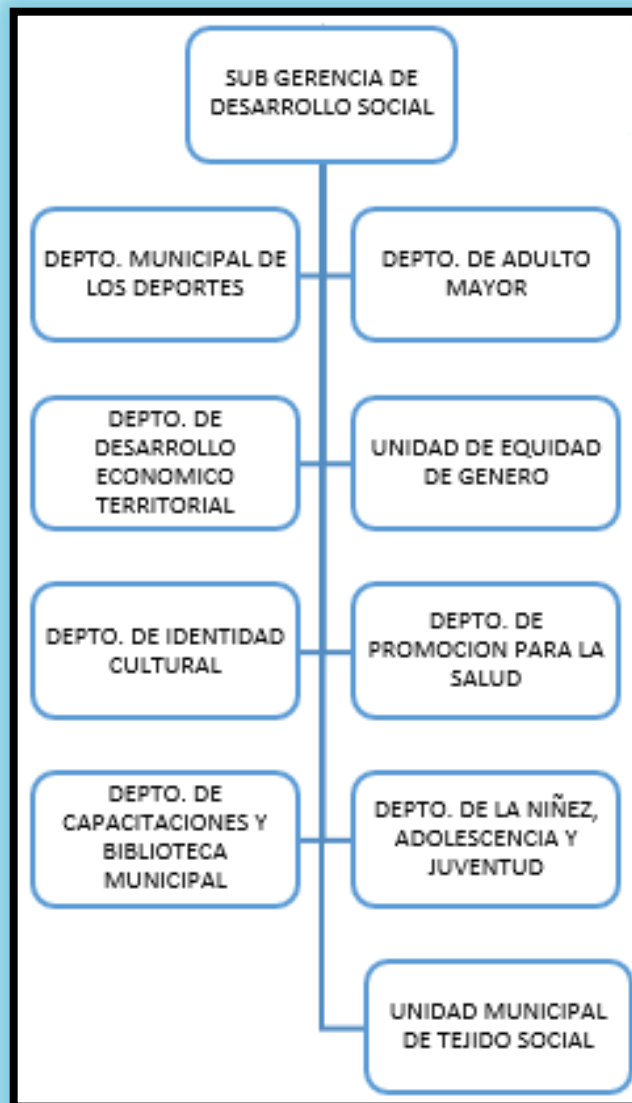 SUB GERENCIA DE
DESARROLLO SOCIAL
DEPTO. MUNICIPAL DE
LOS DEPORTES
DEPTO. DE ADULTO
MAYOR
DEPTO. DE
DESARROLLO
ECONOMICO
TERRITORIAL
UNIDAD DE EQUIDAD
DE GENERO
DEPTO. DE IDENTIDAD
CULTURAL
DEPTO. DE
PROMOCION PARA LA
SALUD
DEPTO. DE
CAPACITACIONES Y
BIBLIOTECA
MUNICIPAL
DEPTO. DE LA NIÑEZ,
ADOLESCENCIA Y
JUVENTUD
UNIDAD MUNICIPAL
DE TEJIDO SOCIAL